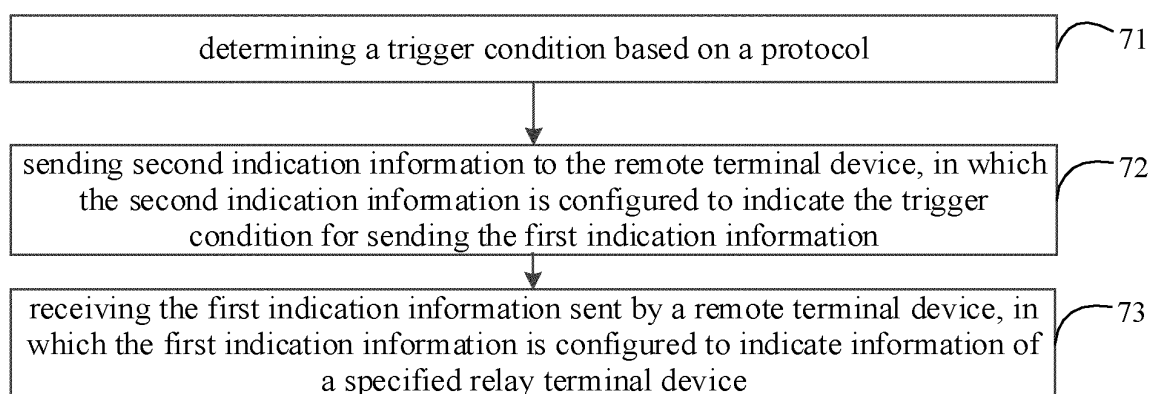 determining a trigger condition based on a protocol
71
sending second indication information to the remote terminal device, in which
the second indication information is configured to indicate the trigger
condition for sending the first indication information
72
receiving the first indication information sent by a remote terminal device, in
which the first indication information is configured to indicate information of
a specified relay terminal device
73